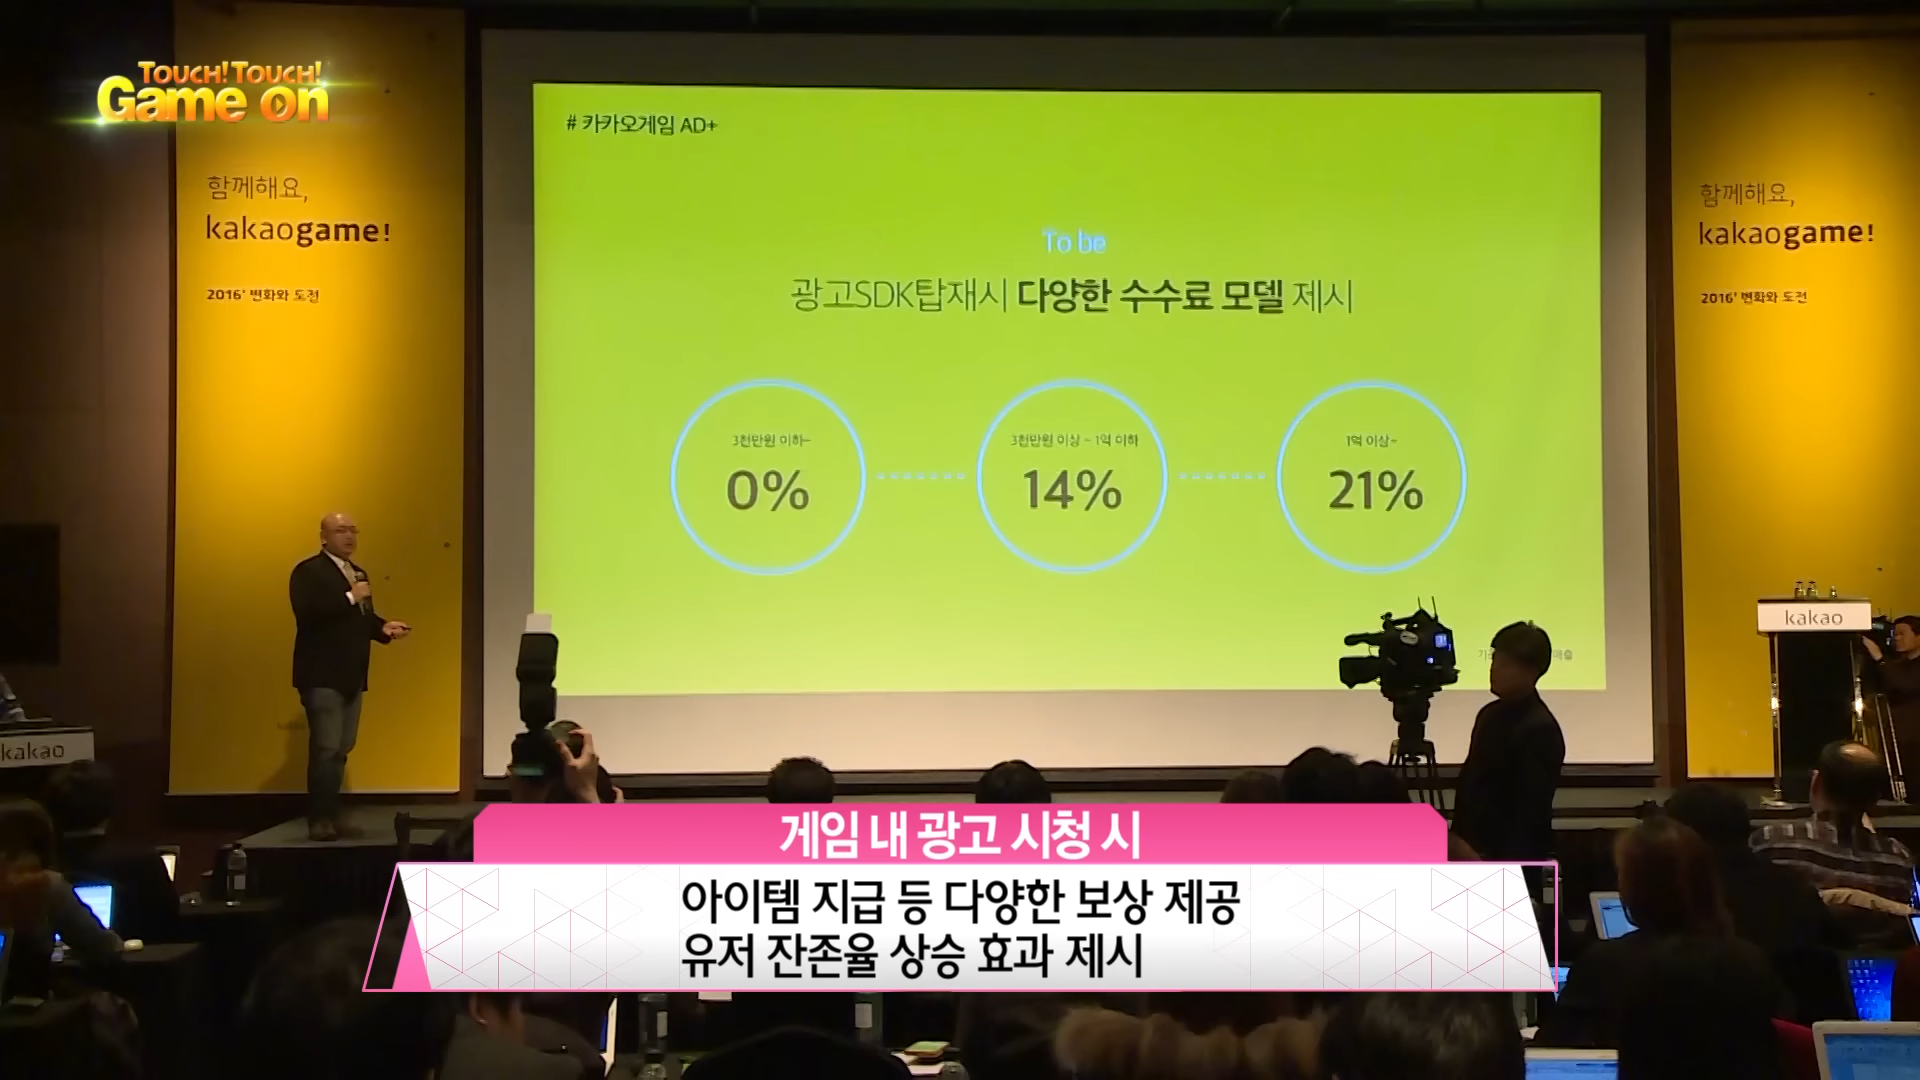 Touch! Touch!
Game on
함께해요,
kakaogame!
2016' 변화와 도전
# 카카오게임 AD+
To be
광고SDK탑재시 다양한 수수료 모델 제시
3천만원 이하~
0%
3천만원 이상 ~ 1억 이하
14%
1억 이상~
21%
매출
함께해요,
kakaogame!
2016' 변화와 도전
kakao
kakao
게임 내 광고 시청 시
아이템 지급 등 다양한 보상 제공
유저 잔존율 상승 효과 제시